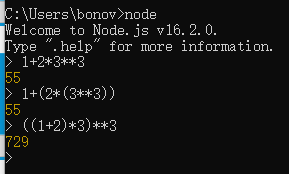 C:\Users\bonov>node
Welcome to Node.js v16.2.0.
Type ".help" for more information.
> 1+2*3**3
55
> 1+(2*(3**3))
55
> ((1+2)*3)**3
729
>